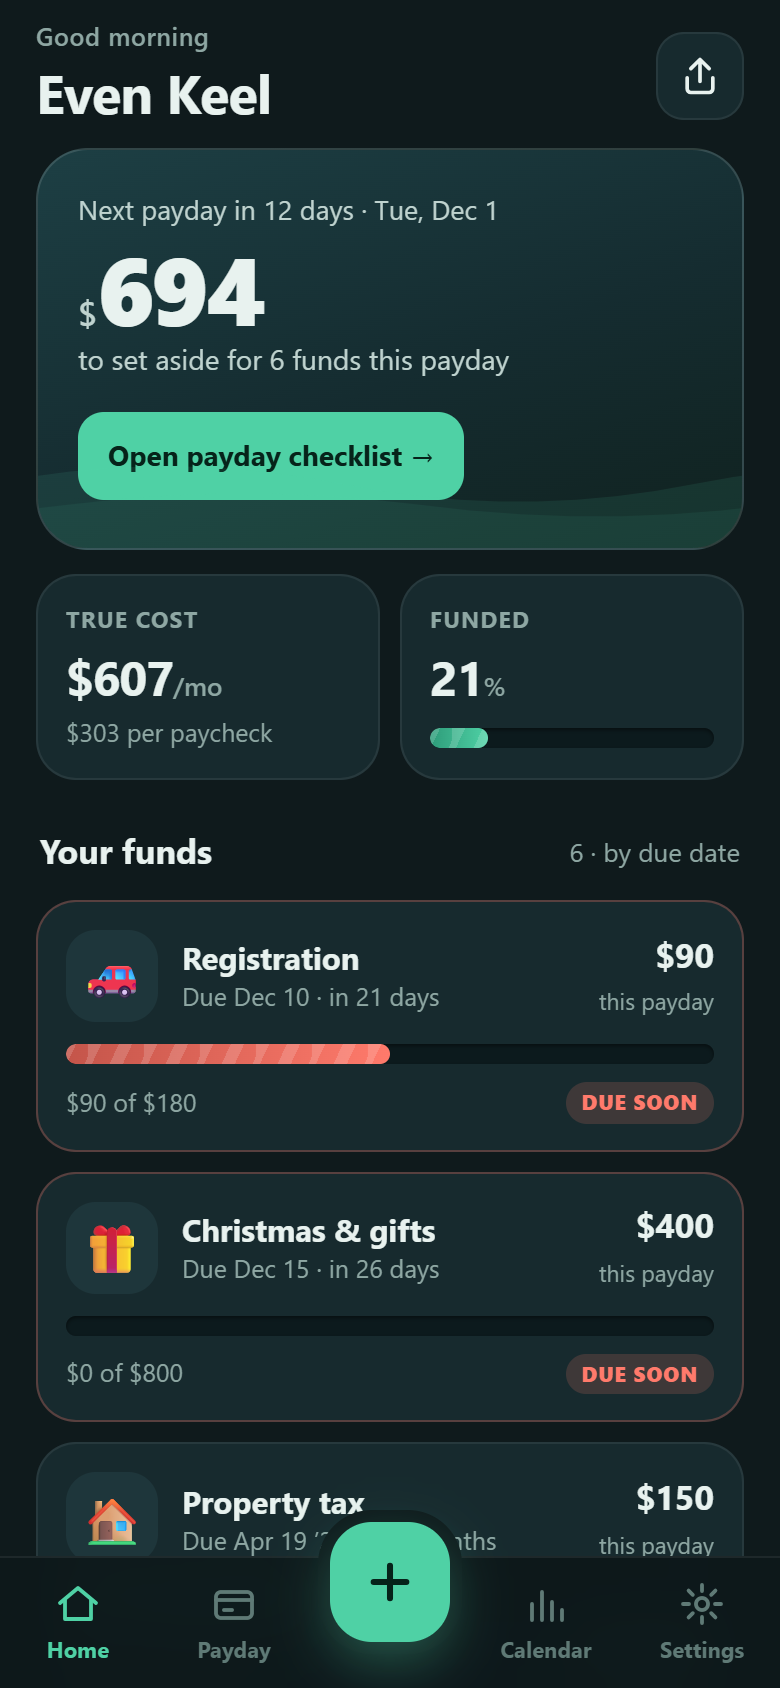 Good morning
Even Keel
Next payday in 12 days · Tue, Dec 1
$694
to set aside for 6 funds this payday
Open payday checklist →
TRUE COST
$607/mo
$303 per paycheck
FUNDED
21%
Your funds
6 · by due date
Registration
Due Dec 10 · in 21 days
$90
this payday
$90 of $180
DUE SOON
Christmas & gifts
Due Dec 15 · in 26 days
$400
this payday
$0 of $800
DUE SOON
Property tax
Due Apr 19
$150
this payday
Home
Payday
Calendar
Settings